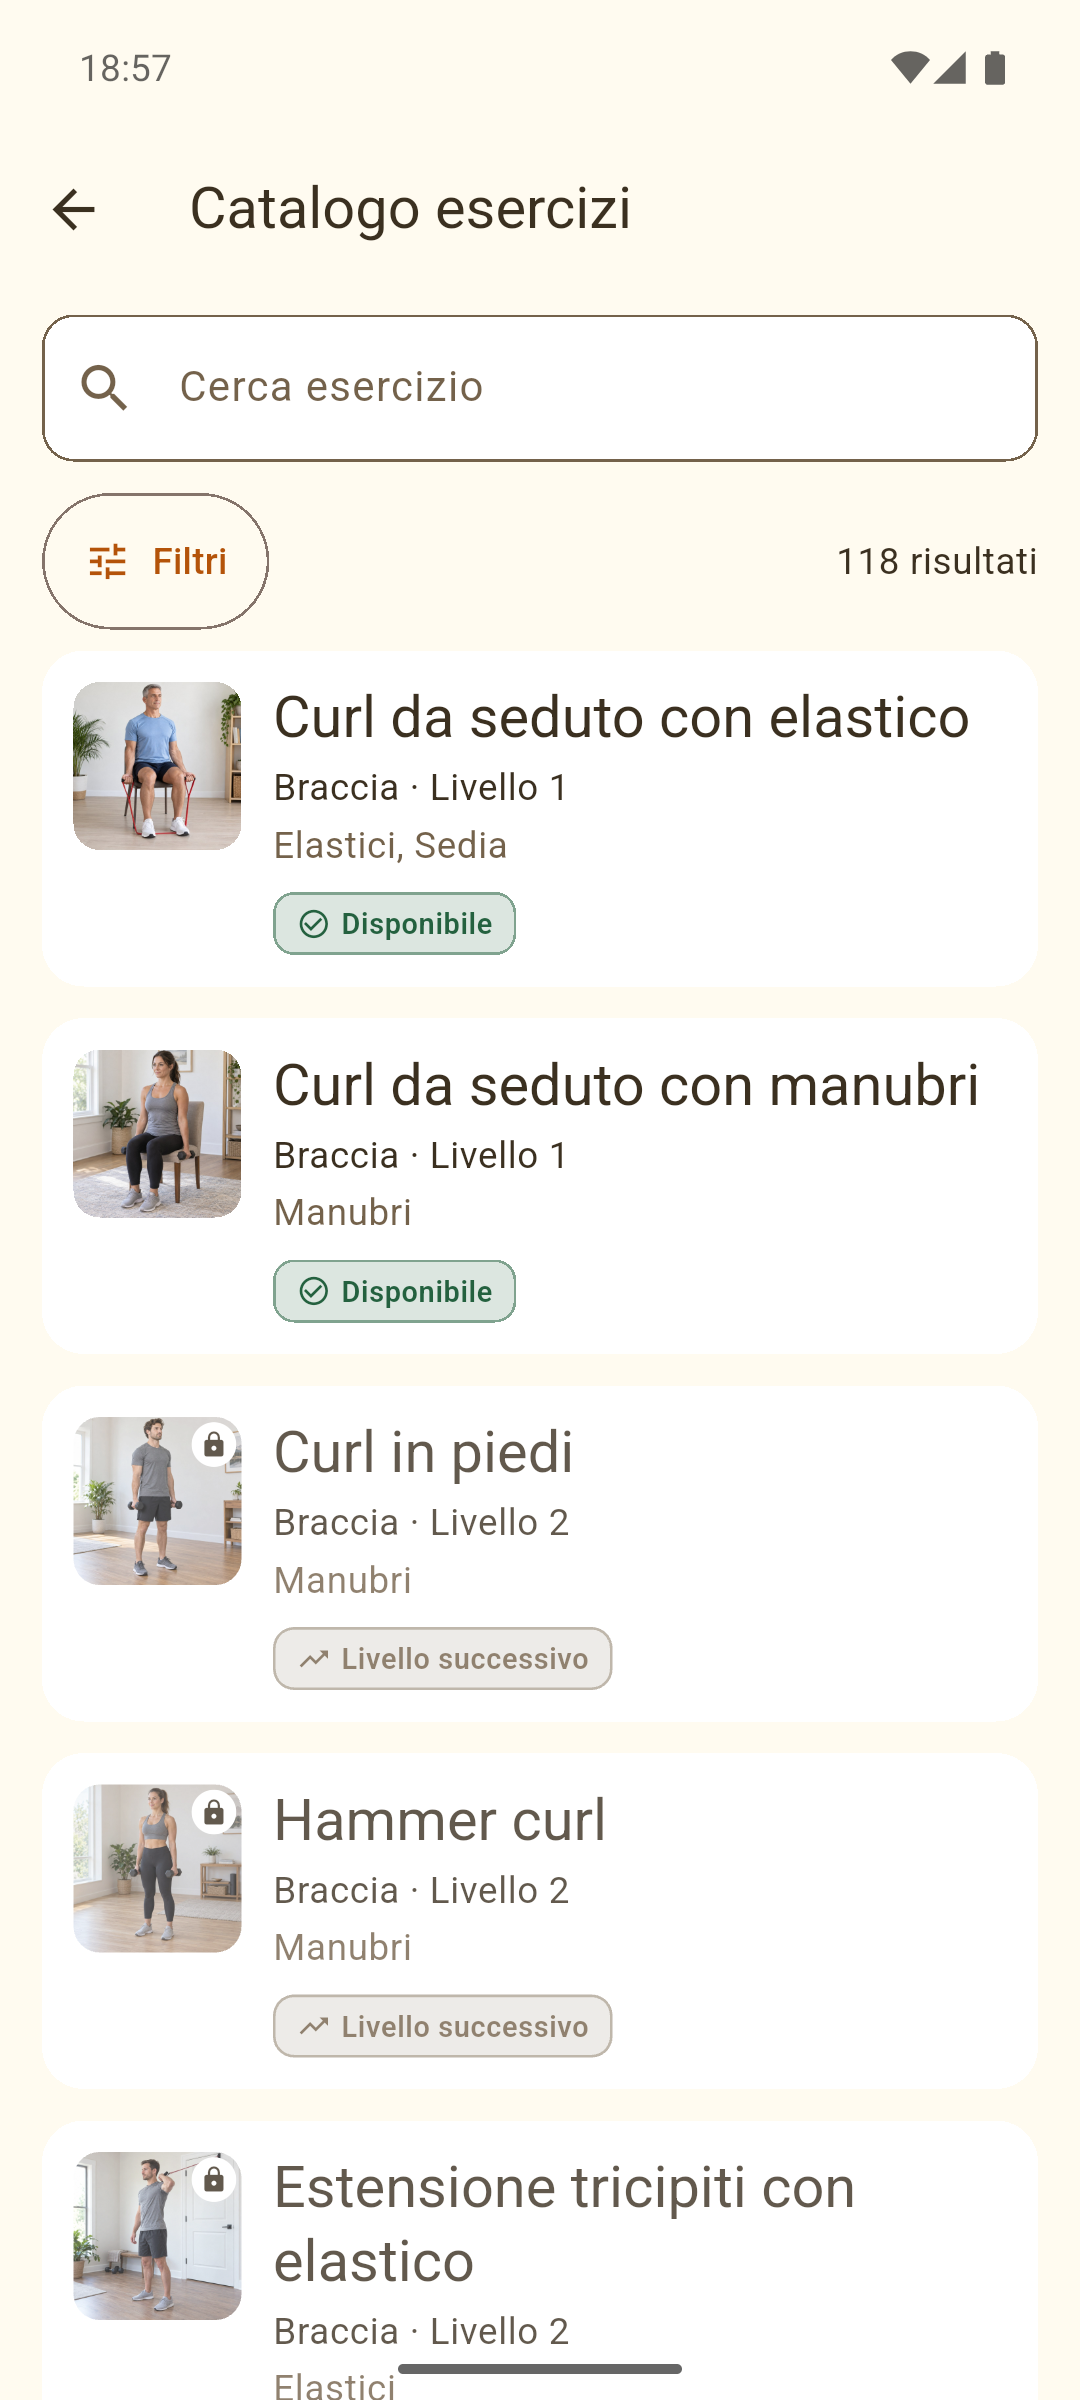 18:57
Catalogo esercizi
Cerca esercizio
Filtri
118 risultati
Curl da seduto con elastico
Braccia · Livello 1
Elastici, Sedia
Disponibile
Curl da seduto con manubri
Braccia · Livello 1
Manubri
Disponibile
Curl in piedi
Braccia · Livello 2
Manubri
Livello successivo
Hammer curl
Braccia · Livello 2
Manubri
Livello successivo
Estensione tricipiti con
elastico
Braccia · Livello 2
Elastici